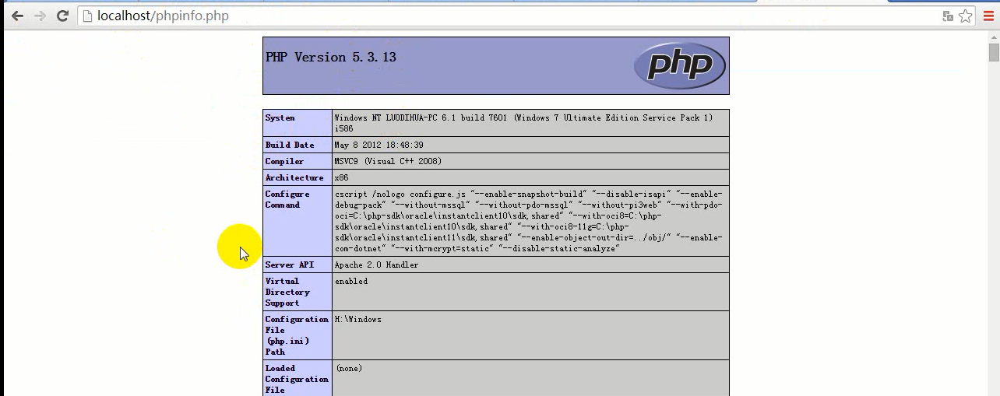 localhost/phpinfo.php
PHP Version 5.3.13
php
System
Windows NT LUODIHUA-PC 6.1 build 7601 (Windows 7 Ultimate Edition Service Pack 1)
i586
Build Date
May 8 2012 18:48:39
Compiler
MSVC9 (Visual C++ 2008)
Architecture
x86
Configure
Command
cscript /nologo configure.js "--enable-snapshot-build" "--disable-isapi" "--enable-
debug-pack" "--without-mssql" "--without-pdo-mssql" "--without-pi3web" "--with-pdo-
oci=C:\php-sdk\oracle\instantclient10\sdk,shared" "--with-oci8=C:\php-
sdk\oracle\instantclient10\sdk,shared" "--with-oci8-11g=C:\php-
sdk\oracle\instantclient11\sdk,shared" "--enable-object-out-dir=../obj/" "--enable-
com-dotnet" "--with-mcrypt=static" "--disable-static-analyze"
Server API
Apache 2.0 Handler
Virtual
Directory
Support
enabled
Configuration
File
(php.ini)
Path
H:\Windows
Loaded
Configuration
File
(none)